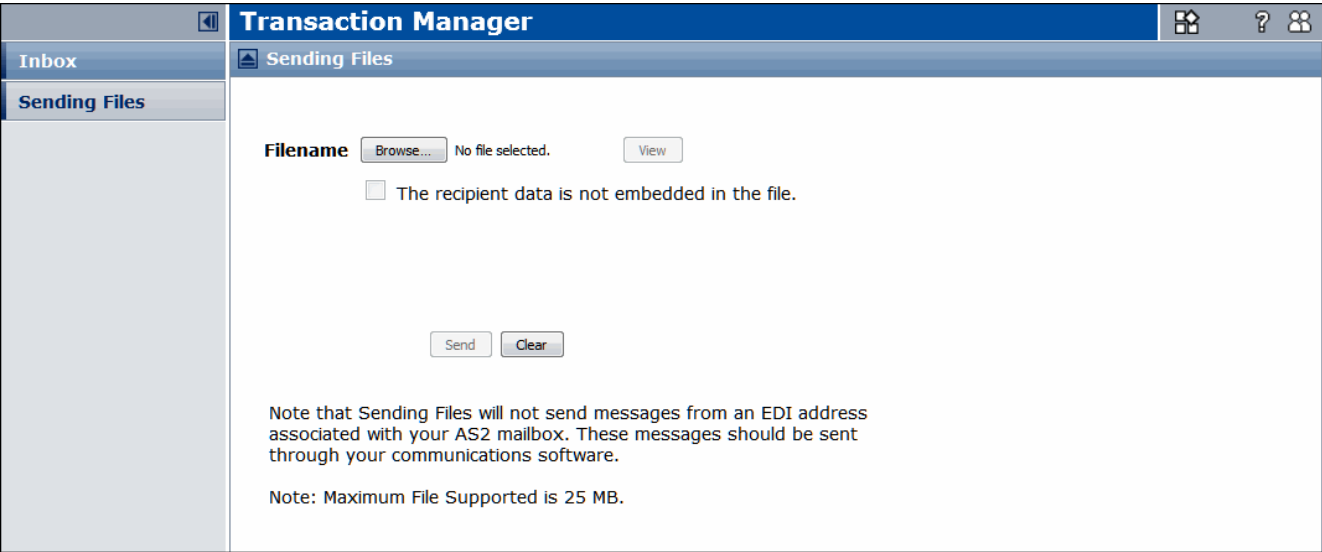 Transaction Manager
?
Inbox
Sending Files
Sending Files
Filename Browse... No file selected. View
The recipient data is not embedded in the file.
Send Clear
Note that Sending Files will not send messages from an EDI address
associated with your AS2 mailbox. These messages should be sent
through your communications software.
Note: Maximum File Supported is 25 MB.